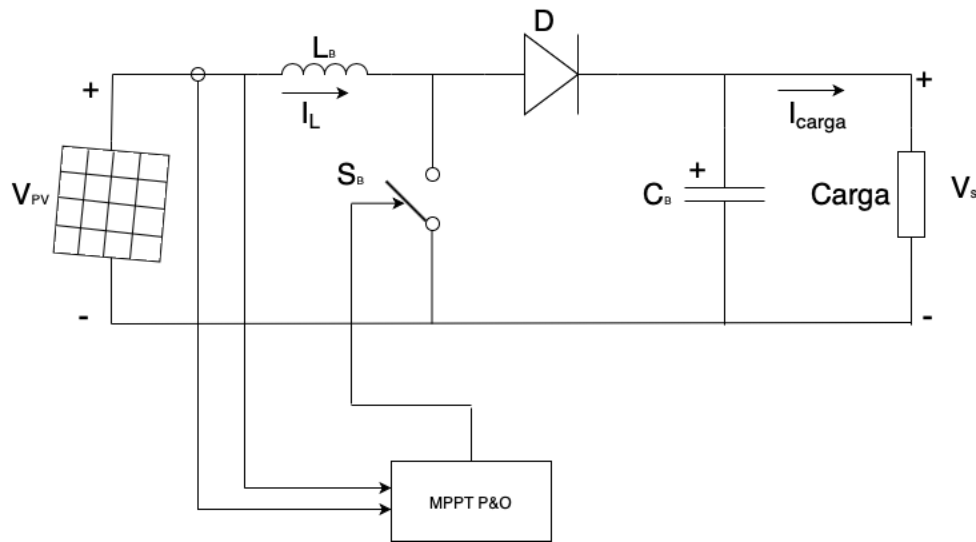 D
L_B
+
+
I_L
I_carga
V_PV
S_B
+
C_B
Carga
V_s
-
-
MPPT P&O